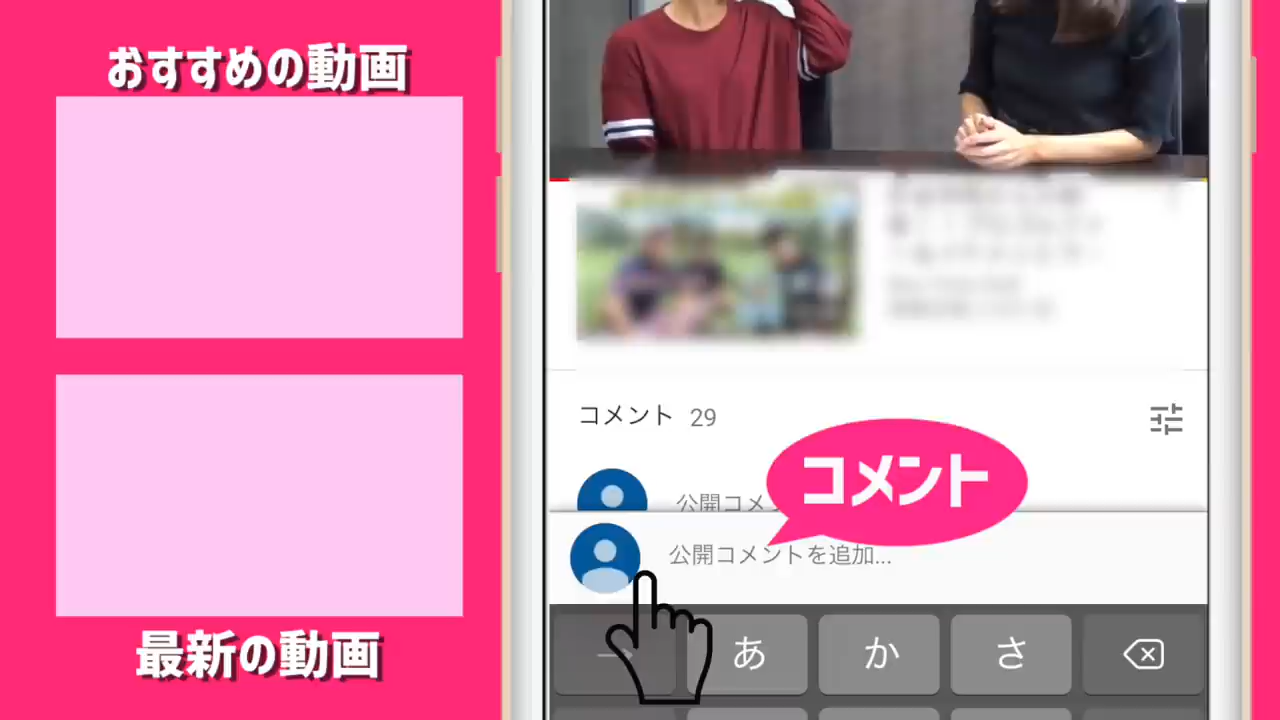 おすすめの動画
最新の動画
コメント 29
公開コメ
コメント
公開コメントを追加...
あ か さ